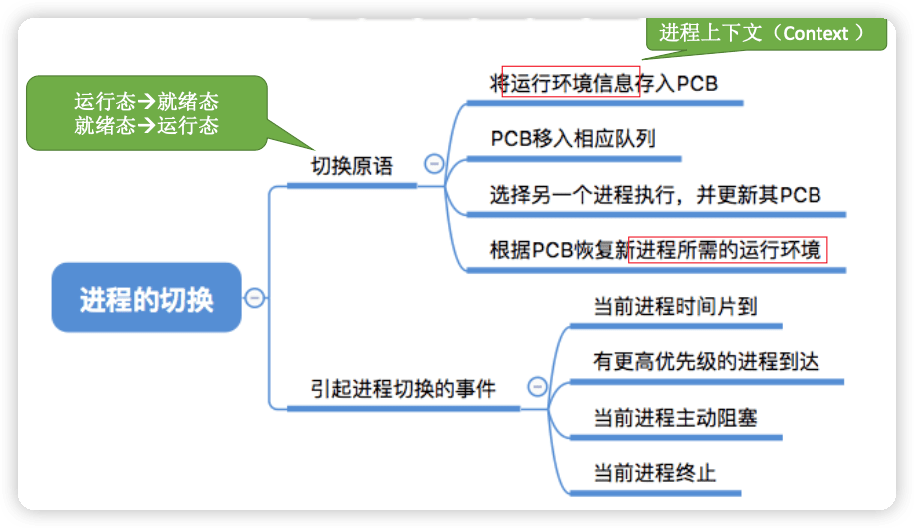 进程上下文（Context ）
将运行环境信息存入PCB
运行态→就绪态
就绪态→运行态
PCB移入相应队列
切换原语
选择另一个进程执行，并更新其PCB
根据PCB恢复新进程所需的运行环境
进程的切换
当前进程时间片到
有更高优先级的进程到达
引起进程切换的事件
当前进程主动阻塞
当前进程终止